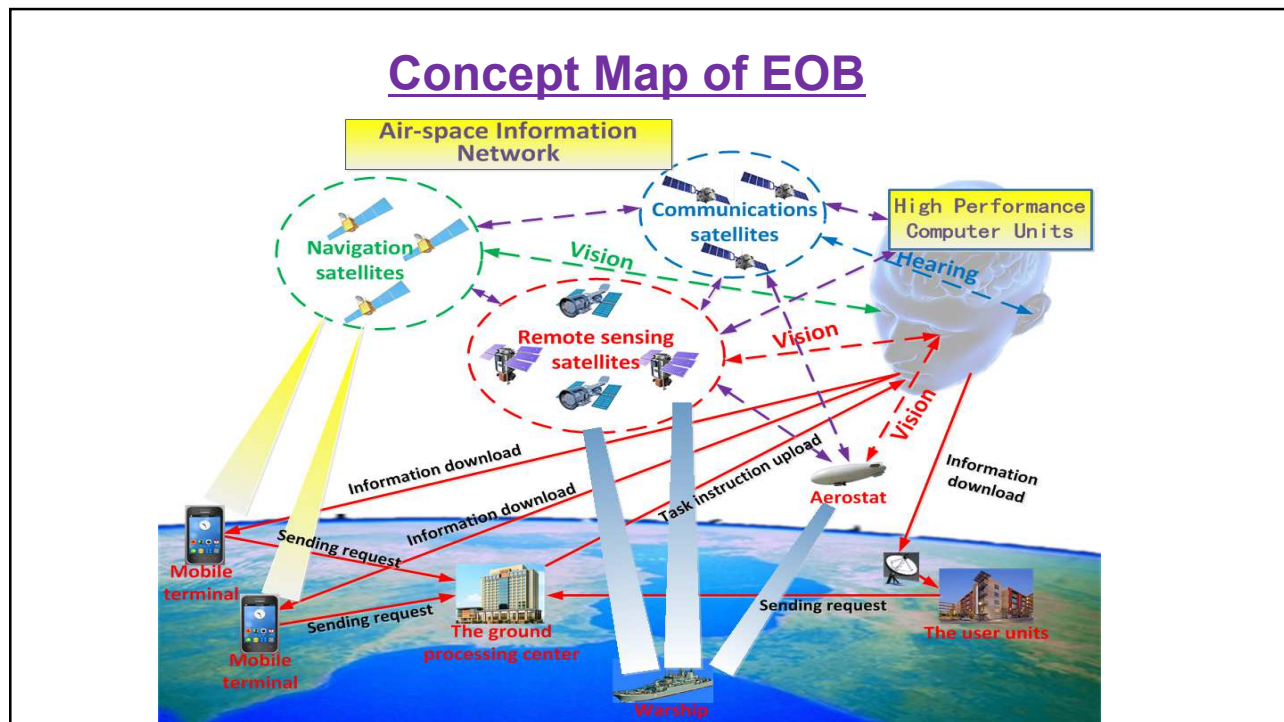 Concept Map of EOB
Air-space Information
Network
Communications
satellites
High Performance
Computer Units
Navigation
satellites
Vision
Hearing
Remote sensing
satellites
Vision
Vision
Information download
Information download
Task instruction upload
Information
download
Aerostat
Sending request
Mobile
terminal
Sending request
Sending request
The ground
processing center
The user units
Mobile
terminal
Warship